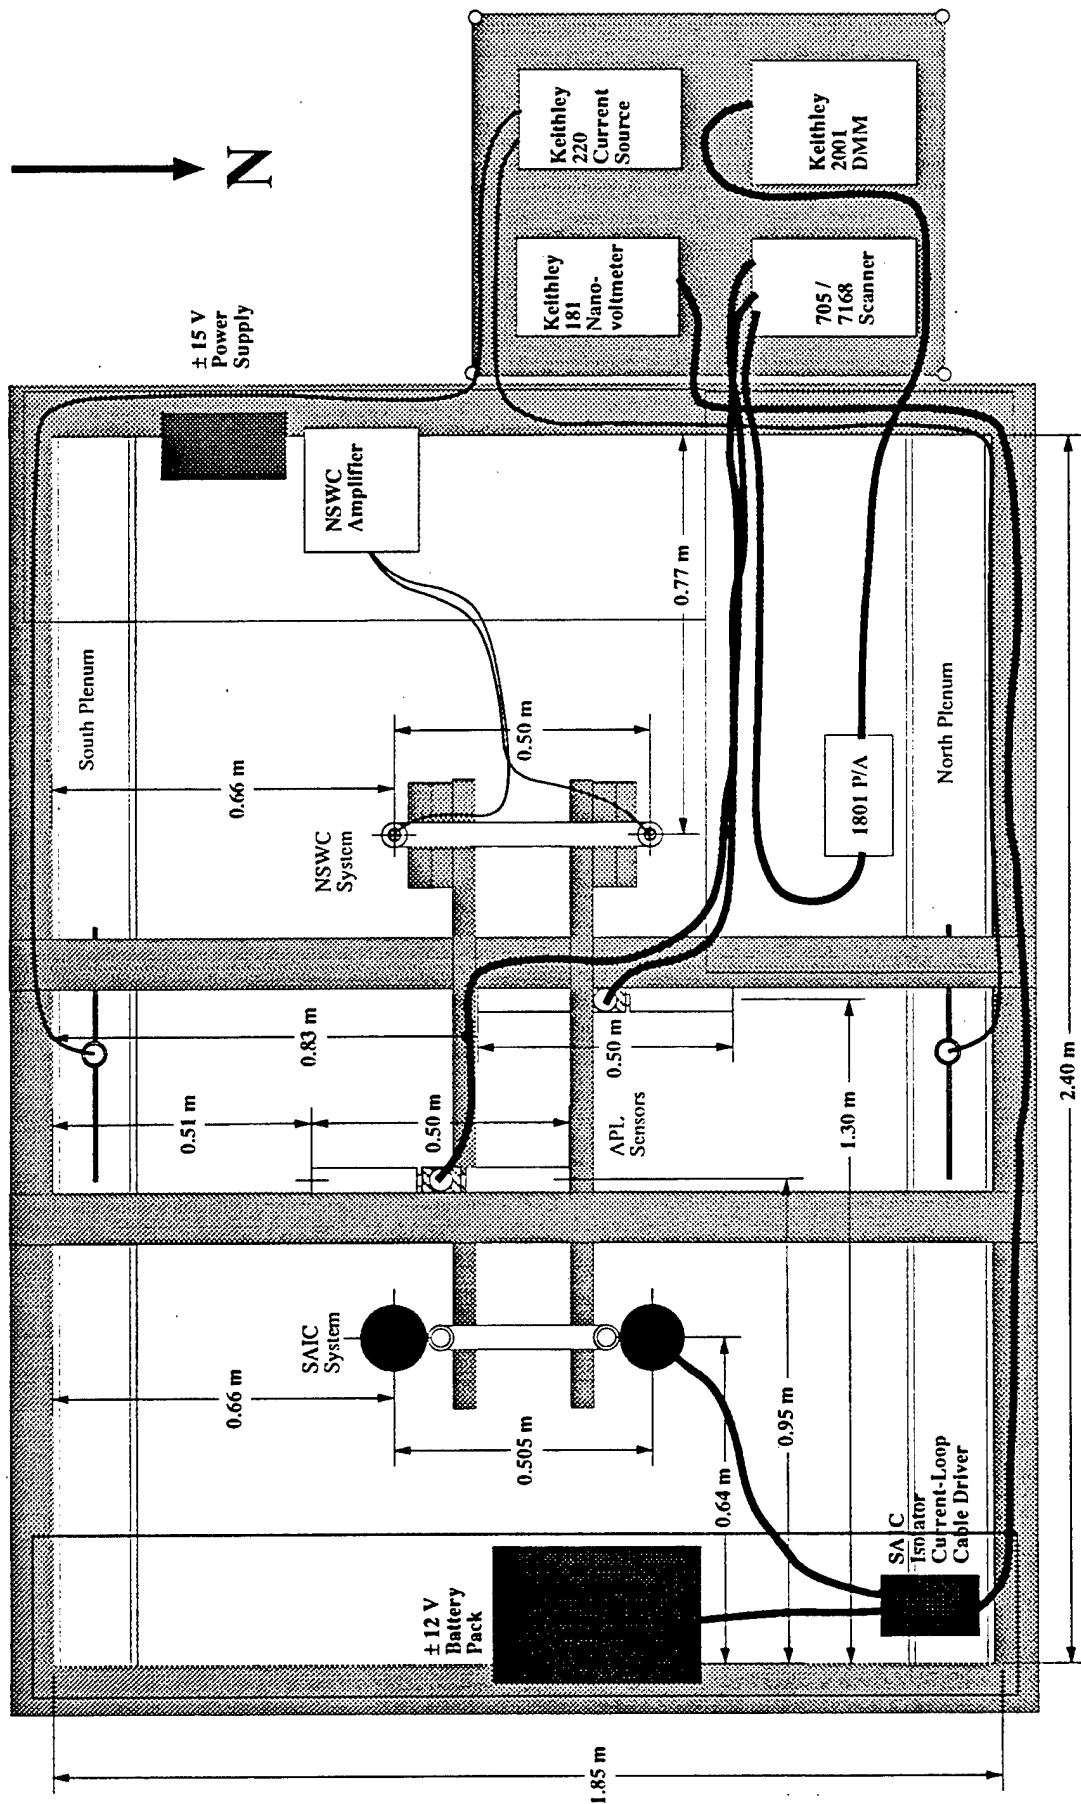 N
± 15 V
Power
Supply
Keithley
220
Current
Source
Keithley
2001
DMM
Keithley
181
Nano-
voltmeter
705 /
7168
Scanner
NSWC
Amplifier
South Plenum
0.66 m
NSWC
System
0.50 m
0.77 m
1801 P/A
North Plenum
0.83 m
0.51 m
0.50 m
0.50 m
APL
Sensors
1.30 m
2.40 m
SAIC
System
0.66 m
0.505 m
0.64 m
0.95 m
± 12 V
Battery
Pack
SAIC
Isolator
Current-Loop
Cable Driver
1.85 m